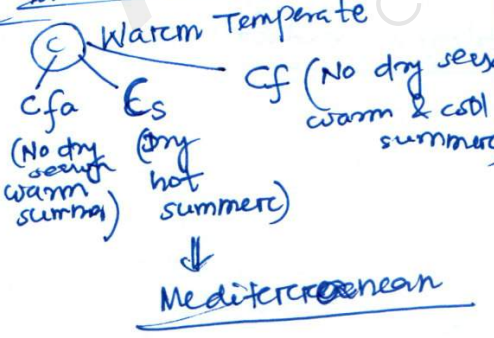 C Warm Temperate
Cfa
(No dry
season
warm
summer)
Cs
(Dry
hot
summer)
⇓
Mediterranean
Cf (No dry seas
warm & cool
summer